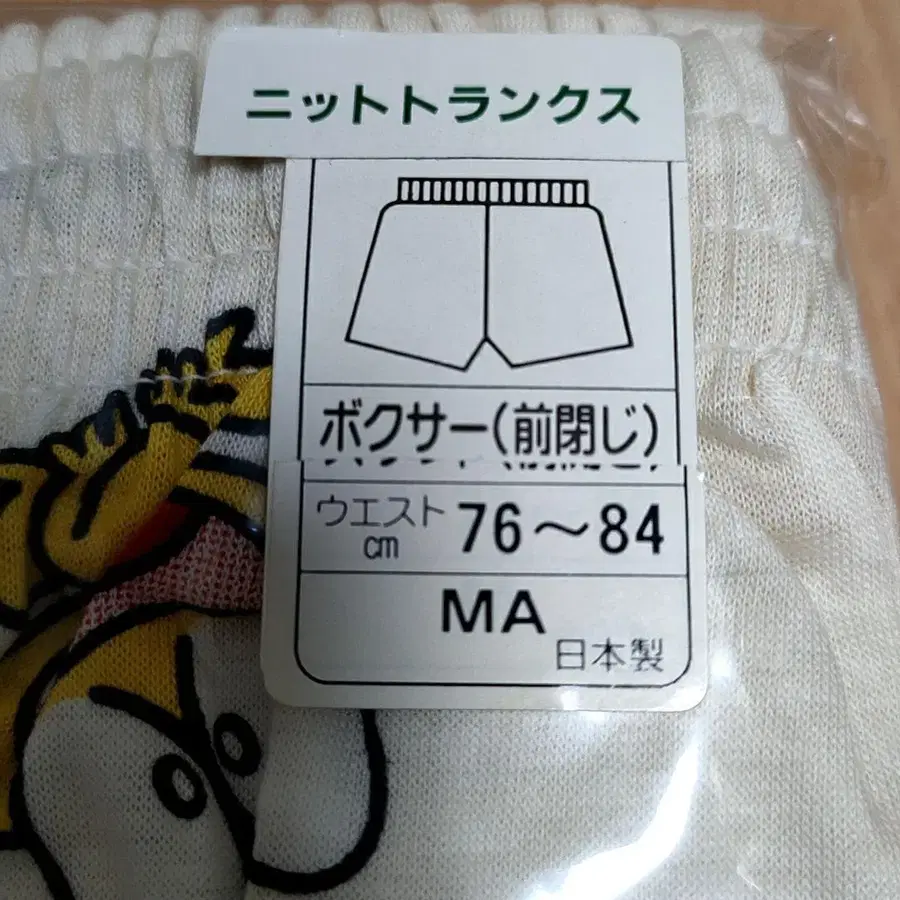 ニットトランクス
ボクサー(前閉じ)
ウエスト cm 76～84
MA
日本製